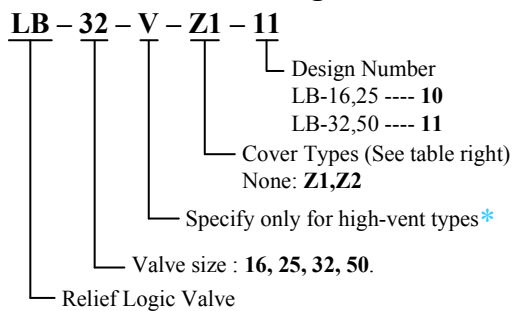 LB – 32 – V – Z1 – 11
Design Number
LB-16,25 ---- 10
LB-32,50 ---- 11
Cover Types (See table right)
None: Z1,Z2
Specify only for high-vent types*
Valve size : 16, 25, 32, 50.
Relief Logic Valve